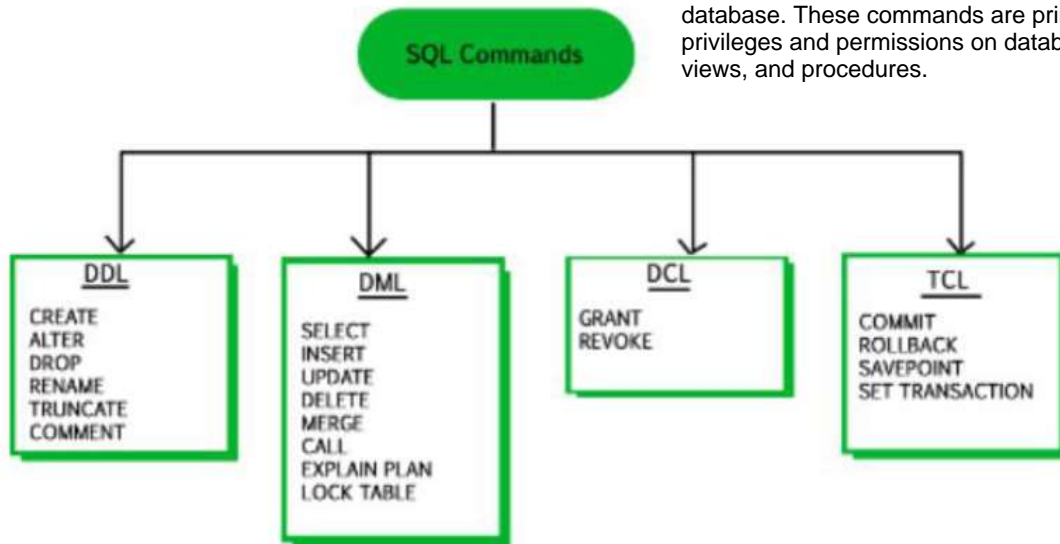 database. These commands are pri
privileges and permissions on datab
views, and procedures.
SQL Commands
DDL
CREATE
ALTER
DROP
RENAME
TRUNCATE
COMMENT
DML
SELECT
INSERT
UPDATE
DELETE
MERGE
CALL
EXPLAIN PLAN
LOCK TABLE
DCL
GRANT
REVOKE
TCL
COMMIT
ROLLBACK
SAVEPOINT
SET TRANSACTION